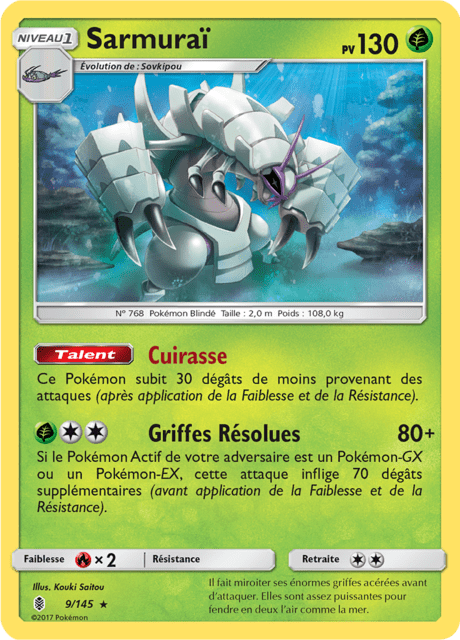 NIVEAU 1
Sarmuraï
PV 130
Évolution de : Sovkipou
N° 768 Pokémon Blindé Taille : 2,0 m Poids : 108,0 kg
Talent Cuirasse
Ce Pokémon subit 30 dégâts de moins provenant des
attaques (après application de la Faiblesse et de la Résistance).
Griffes Résolues 80+
Si le Pokémon Actif de votre adversaire est un Pokémon-GX
ou un Pokémon-EX, cette attaque inflige 70 dégâts
supplémentaires (avant application de la Faiblesse et de la
Résistance).
Faiblesse × 2 Résistance Retraite
Illus. Kouki Saitou
9/145 ★
©2017 Pokémon
Il fait miroiter ses énormes griffes acérées avant
d'attaquer. Elles sont assez puissantes pour
fendre en deux l'air comme la mer.